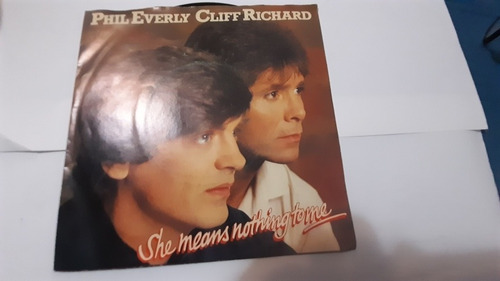 PHIL EVERLY CLIFF RICHARD
She means nothing to me